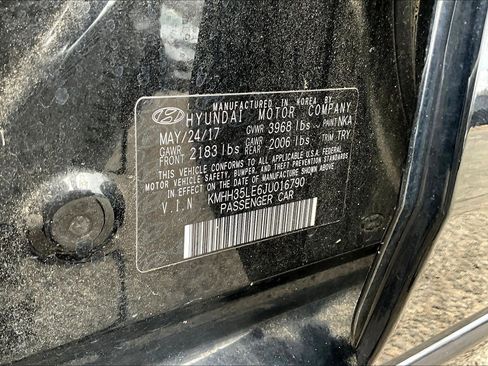 MANUFACTURED IN KOREA BY
HYUNDAI MOTOR COMPANY
MAY/24/17 GVWR 3968 lbs PAINT NKA
GAWR FRONT 2183 lbs GAWR REAR 2006 lbs TRIM TRY
THIS VEHICLE CONFORMS TO ALL APPLICABLE U.S. FEDERAL
MOTOR VEHICLE SAFETY, BUMPER, AND THEFT PREVENTION STANDARDS
IN EFFECT ON THE DATE OF MANUFACTURE SHOWN ABOVE.
V.I.N KMHH35LE6JU016790
PASSENGER CAR